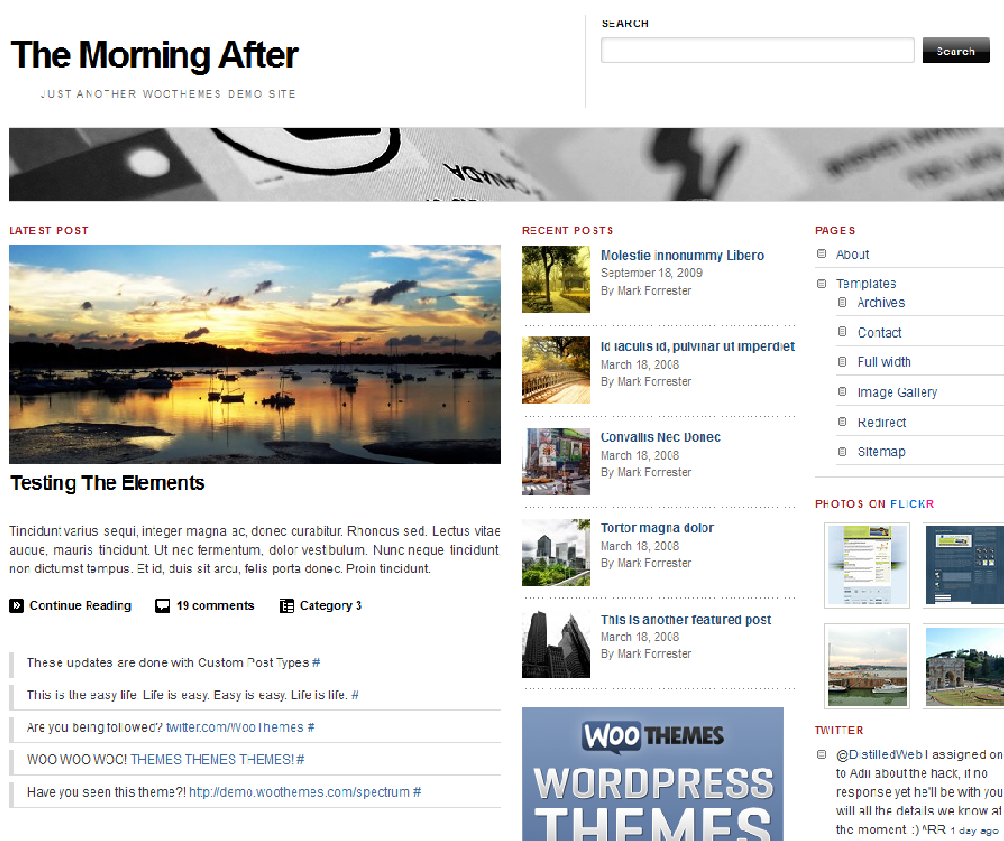 The Morning After
JUST ANOTHER WOOTHEMES DEMO SITE
SEARCH
Search
CANADA
LATEST POST
Testing The Elements
Tincidunt varius sequi, integer magna ac, donec curabitur. Rhoncus sed. Lectus vitae
augue, mauris tincidunt. Ut nec fermentum, dolor vestibulum. Nunc neque tincidunt,
non dictumst tempus. Et id, duis sit arcu, felis porta donec. Proin tincidunt.
Continue Reading
19 comments
Category 3
These updates are done with Custom Post Types #
This is the easy life. Life is easy. Easy is easy. Life is life. #
Are you being followed? twitter.com/WooThemes #
WOO WOO WOO! THEMES THEMES THEMES! #
Have you seen this theme?! http://demo.woothemes.com/spectrum #
RECENT POSTS
Molestie innonummy Libero
September 18, 2009
By Mark Forrester
Id iaculis id, pulvinar ut imperdiet
March 18, 2008
By Mark Forrester
Convallis Nec Donec
March 18, 2008
By Mark Forrester
Tortor magna dolor
March 18, 2008
By Mark Forrester
This is another featured post
March 18, 2008
By Mark Forrester
WOO THEMES
WORDPRESS
THEMES
PAGES
About
Templates
Archives
Contact
Full width
Image Gallery
Redirect
Sitemap
PHOTOS ON FLICKR
TWITTER
@DistilledWeb1 assigned on
to Adii about the hack, if no
response yet he'll be with you
will all the details we know at
the moment. :) ^RR 1 day ago